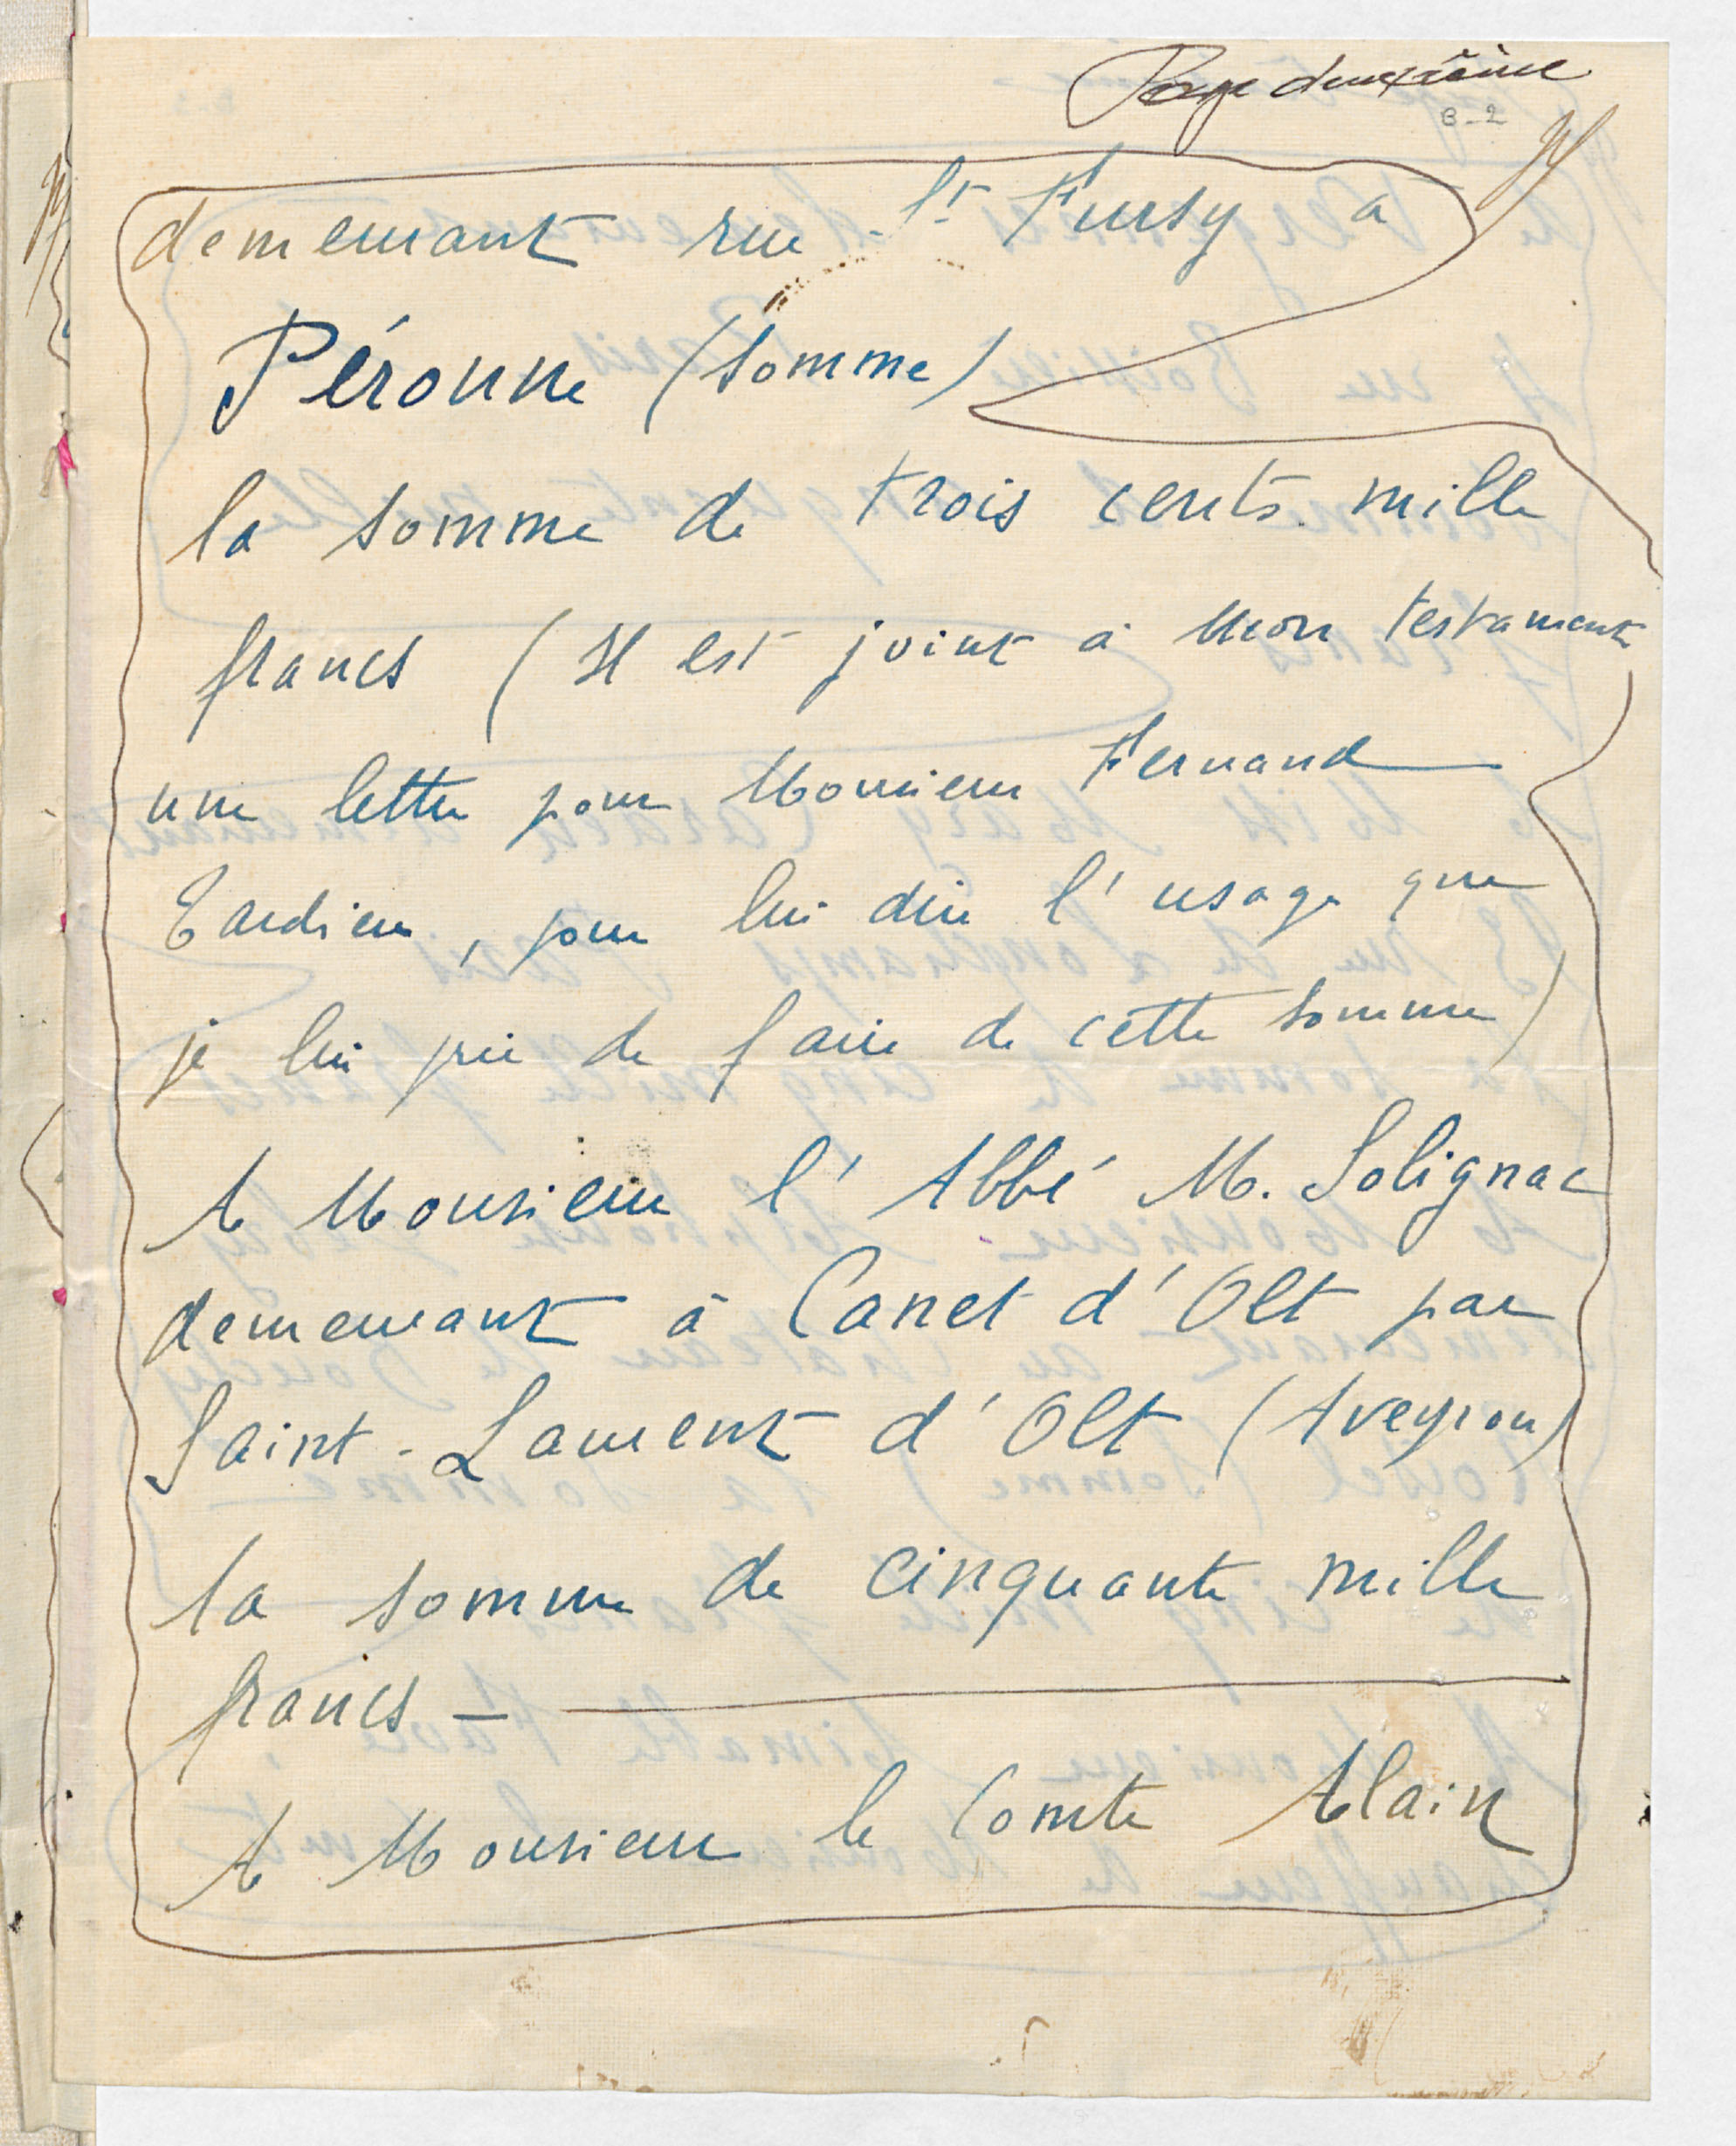 Page deuxième
B-2
demeurant rue St Fursy a
Péronne (Somme)
la somme de trois cents mille
francs (Il est joint à mon testament
une lettre pour Monsieur Fernand
Tardieu, pour lui dire l'usage que
je lui prie de faire de cette somme)
A Monsieur l'Abbé M. Solignac
demeurant à Canet d'Olt par
Saint-Laurent d'Olt (Aveyron)
la somme de cinquante mille
francs —
A Monsieur le Comte Alain